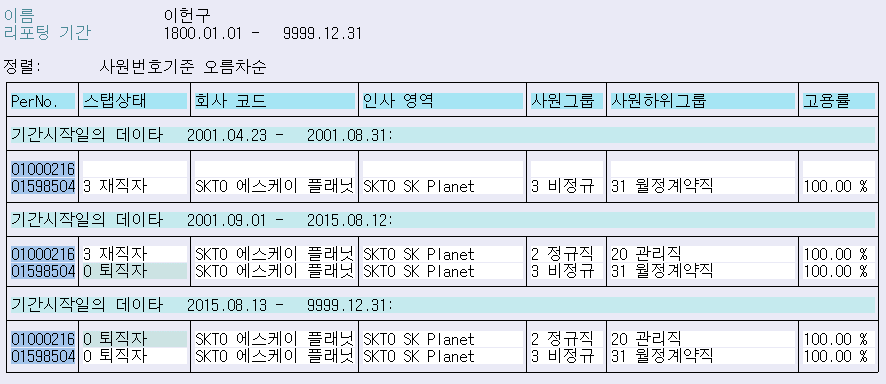 이름 이헌구
리포팅 기간 1800.01.01 - 9999.12.31
정렬: 사원번호기준 오름차순
PerNo. 스탭상태 회사 코드 인사 영역 사원그룹 사원하위그룹 고용률
기간시작일의 데이타 2001.04.23 - 2001.08.31:
01000216
01598504 3 재직자 SKT0 에스케이 플래닛 SKT0 SK Planet 3 비정규 31 월정계약직 100.00 %
기간시작일의 데이타 2001.09.01 - 2015.08.12:
01000216 3 재직자 SKT0 에스케이 플래닛 SKT0 SK Planet 2 정규직 20 관리직 100.00 %
01598504 0 퇴직자 SKT0 에스케이 플래닛 SKT0 SK Planet 3 비정규 31 월정계약직 100.00 %
기간시작일의 데이타 2015.08.13 - 9999.12.31:
01000216 0 퇴직자 SKT0 에스케이 플래닛 SKT0 SK Planet 2 정규직 20 관리직 100.00 %
01598504 0 퇴직자 SKT0 에스케이 플래닛 SKT0 SK Planet 3 비정규 31 월정계약직 100.00 %